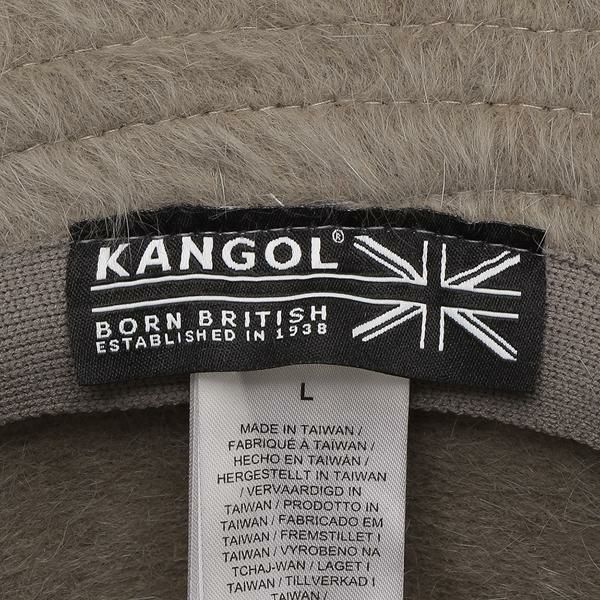 KANGOL®
BORN BRITISH
ESTABLISHED IN 1938
L
MADE IN TAIWAN /
FABRIQUÉ À TAÏWAN /
HECHO EN TAIWÁN /
HERGESTELLT IN TAIWAN
/ VERVAARDIGD IN
TAIWAN / PRODOTTO IN
TAIWAN / FABRICADO EM
TAIWAN / FREMSTILLET I
TAIWAN / VYROBENO NA
TCHAJ-WAN / LAGET I
TAIWAN / TILLVERKAD I
TAIWAN /